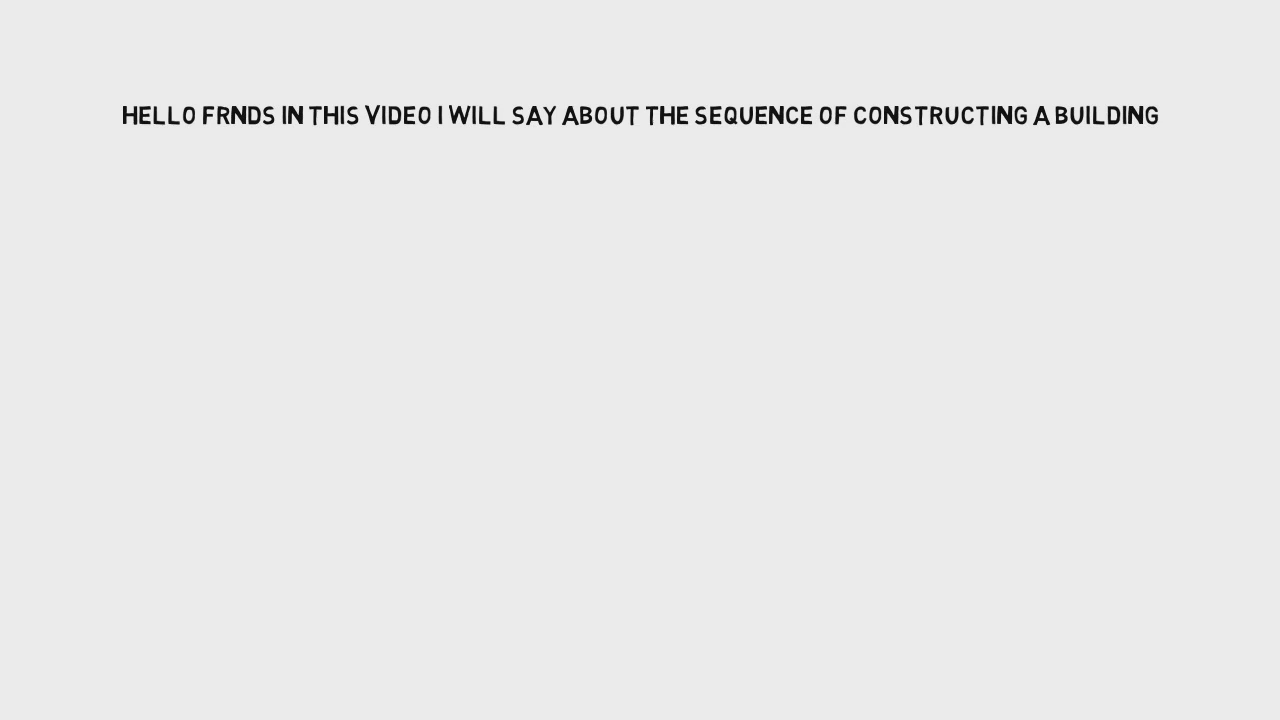 HELLO FRNDS IN THIS VIDEO I WILL SAY ABOUT THE SEQUENCE OF CONSTRUCTING A BUILDING